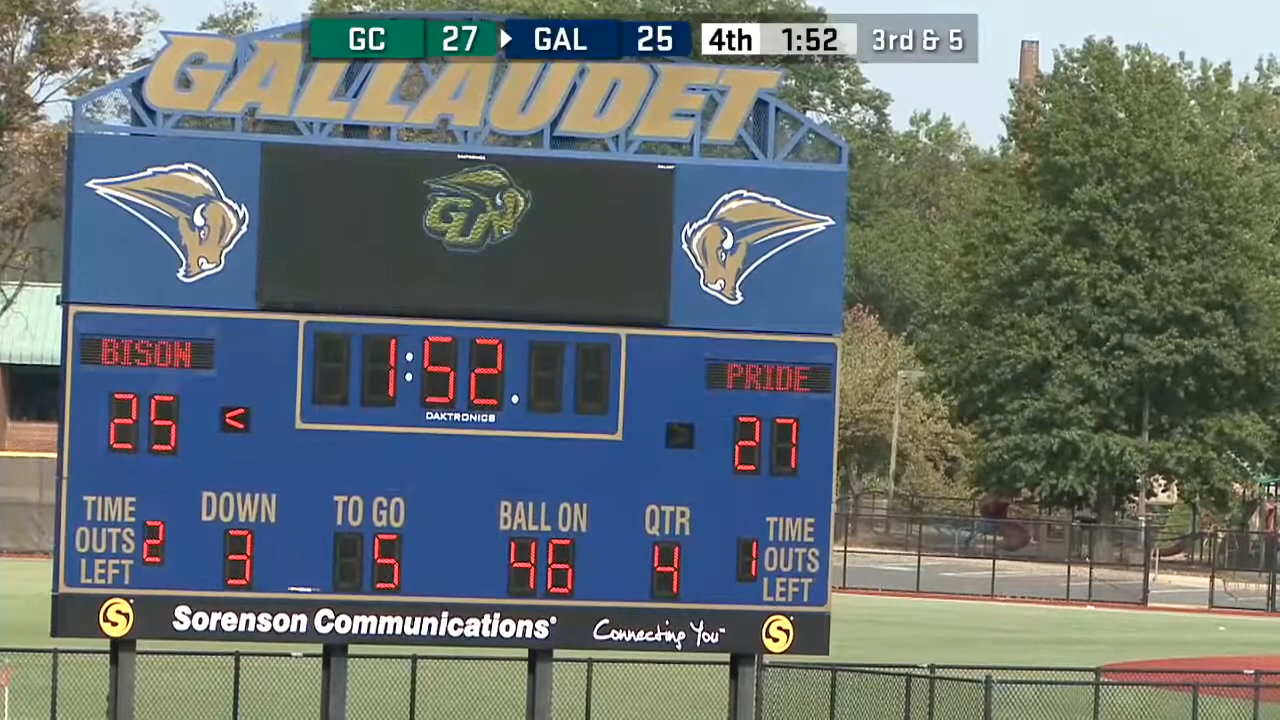 GC 27 GAL 25 4th 1:52 3rd & 5
GALLAUDET
GU
BISON 1:52 PRIDE
DAKTRONICS
25 < 27
TIME OUTS LEFT 2
DOWN 3
TO GO 5
BALL ON 46
QTR 4
1 TIME OUTS LEFT
S Sorenson Communications Connecting You S